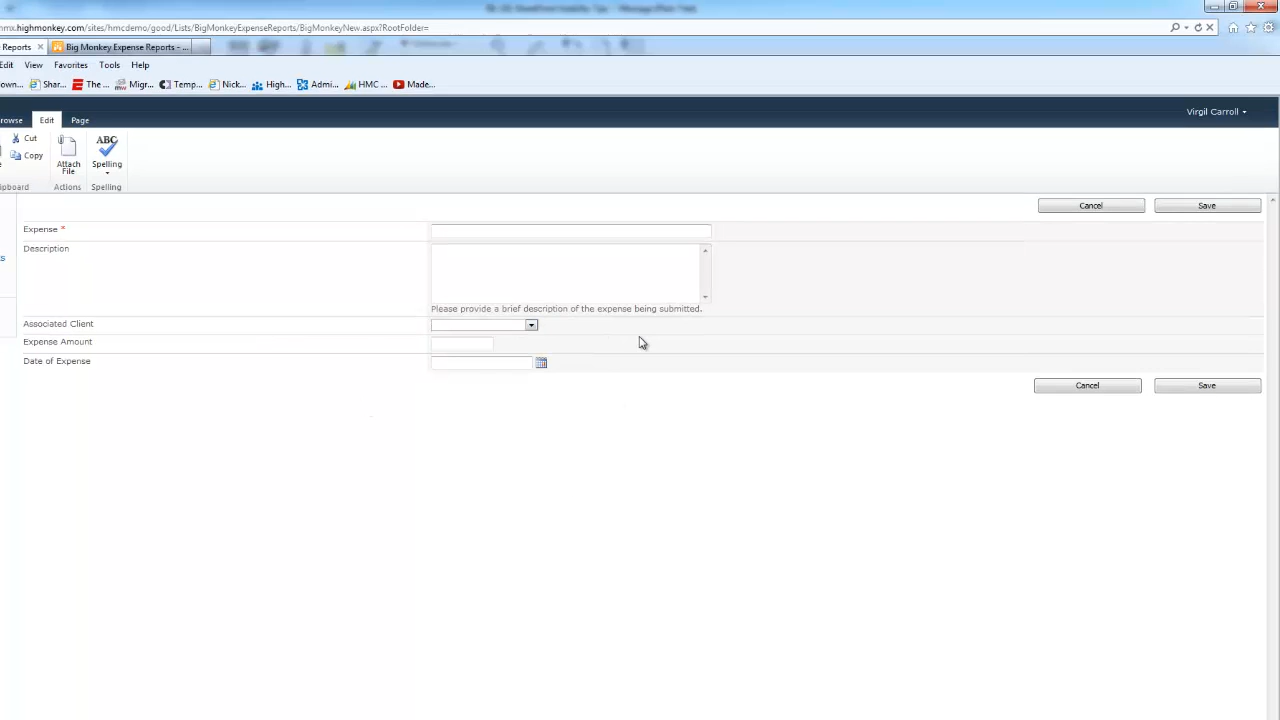 mx.highmonkey.com/sites/hmcdemo/good/Lists/BigMonkeyExpenseReports/BigMonkeyNew.aspx?RootFolder=
Reports Big Monkey Expense Reports - ...
Edit View Favorites Tools Help
own... Shar... The ... Migr... Temp... Nick... High... Admi... HMC ... Made...
rowse Edit Page Virgil Carroll
Cut
Copy
Attach File
ABC
Spelling
lipboard Actions Spelling
Cancel Save
Expense *
Description
Please provide a brief description of the expense being submitted.
Associated Client
Expense Amount
Date of Expense
Cancel Save